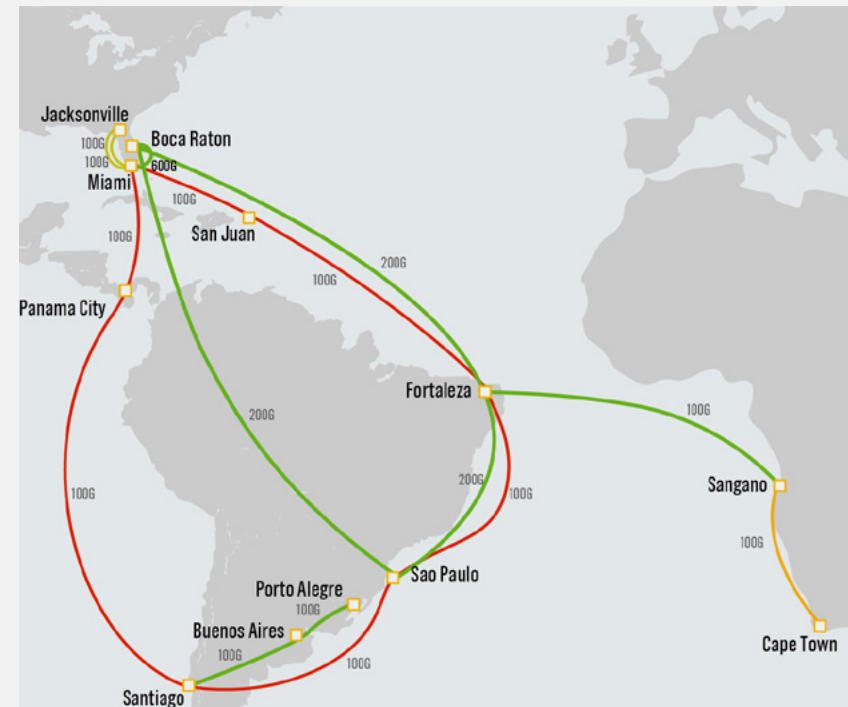 Jacksonville
100G
Boca Raton
100G
600G
Miami
100G
San Juan
100G
200G
100G
Panama City
Fortaleza
100G
200G
200G
100G
Sangano
100G
100G
Sao Paulo
Porto Alegre
100G
Buenos Aires
100G
100G
Cape Town
Santiago